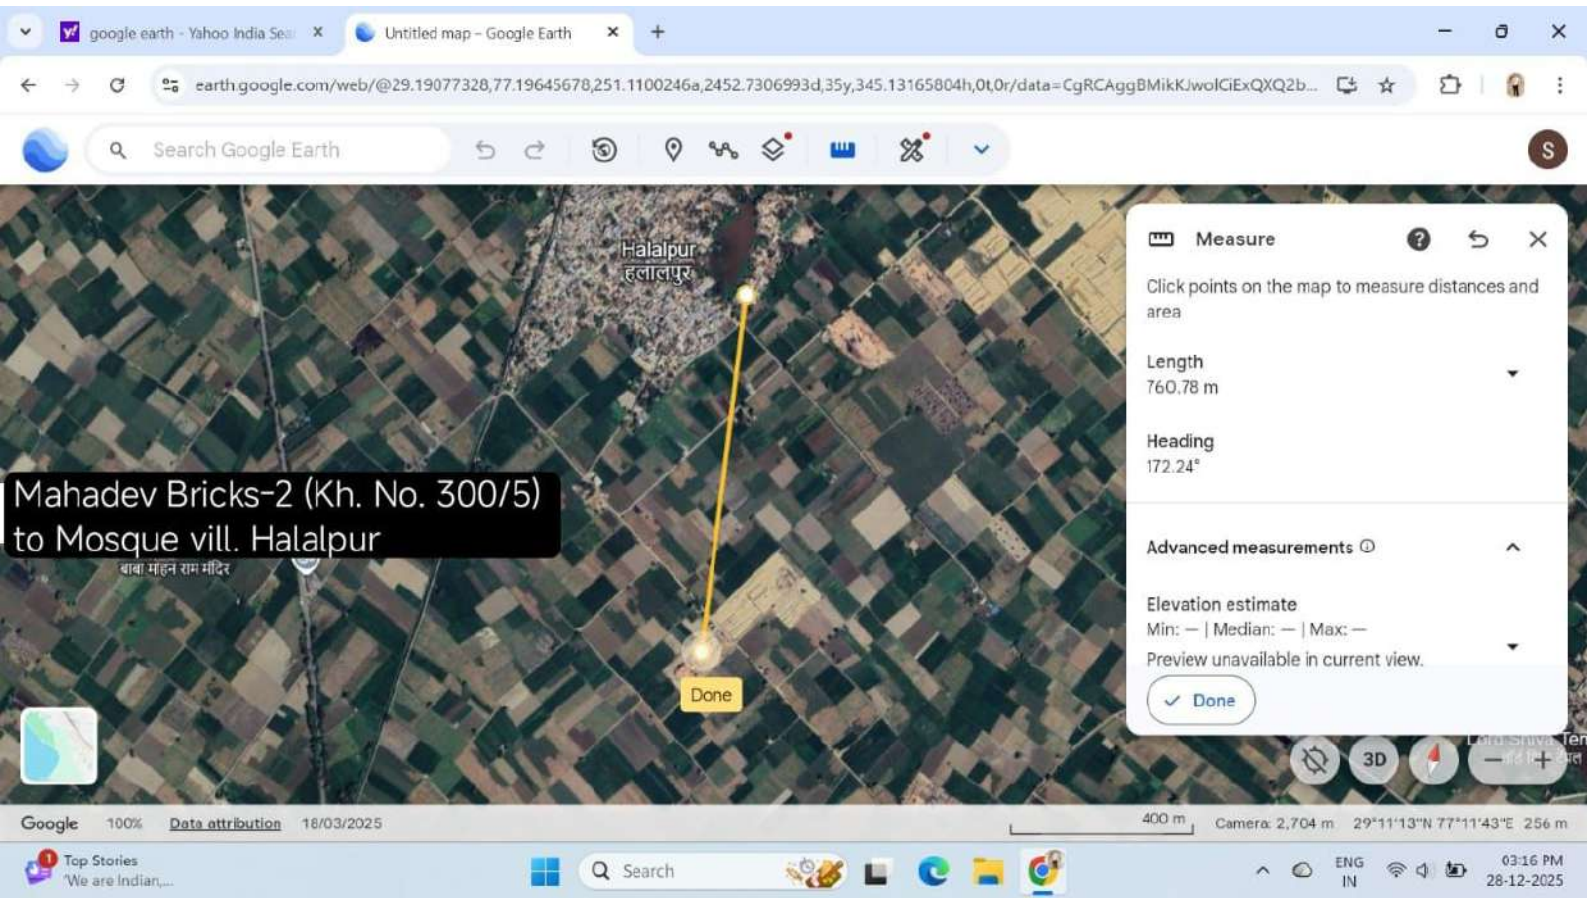 google earth - Yahoo India Sea
Untitled map – Google Earth
earth.google.com/web/@29.19077328,77.19645678,251.1100246a,2452.7306993d,35y,345.13165804h,0t,0r/data=CgRCAggBMikKJwolCiExQXQ2b...
Search Google Earth
S
Halalpur
हलालपुर
Measure
Click points on the map to measure distances and
area
Length
760.78 m
Heading
172.24°
Mahadev Bricks-2 (Kh. No. 300/5)
to Mosque vill. Halalpur
बाबा मोहन राम मंदिर
Advanced measurements
Elevation estimate
Min: — | Median: — | Max: —
Preview unavailable in current view.
Done
Done
Lord Shiva Ten
3D
Google 100% Data attribution 18/03/2025
400 m Camera: 2,704 m 29°11'13"N 77°11'43"E 256 m
1
Top Stories
'We are Indian,...
Search
ENG
IN
03:16 PM
28-12-2025